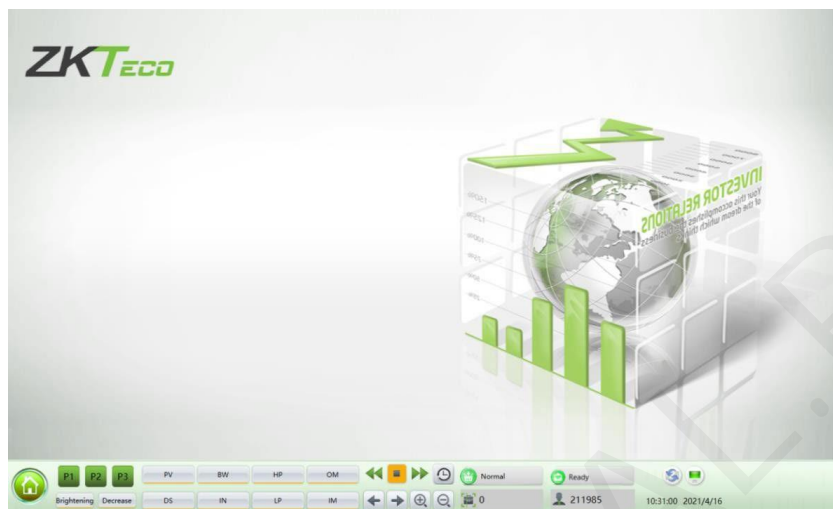 ZKTECO
INVESTOR RELATIONS
P1 P2 P3 PV BW HP OM Normal Ready
Brightening Decrease DS IN LP IM 0 211985 10:31:00 2021/4/16